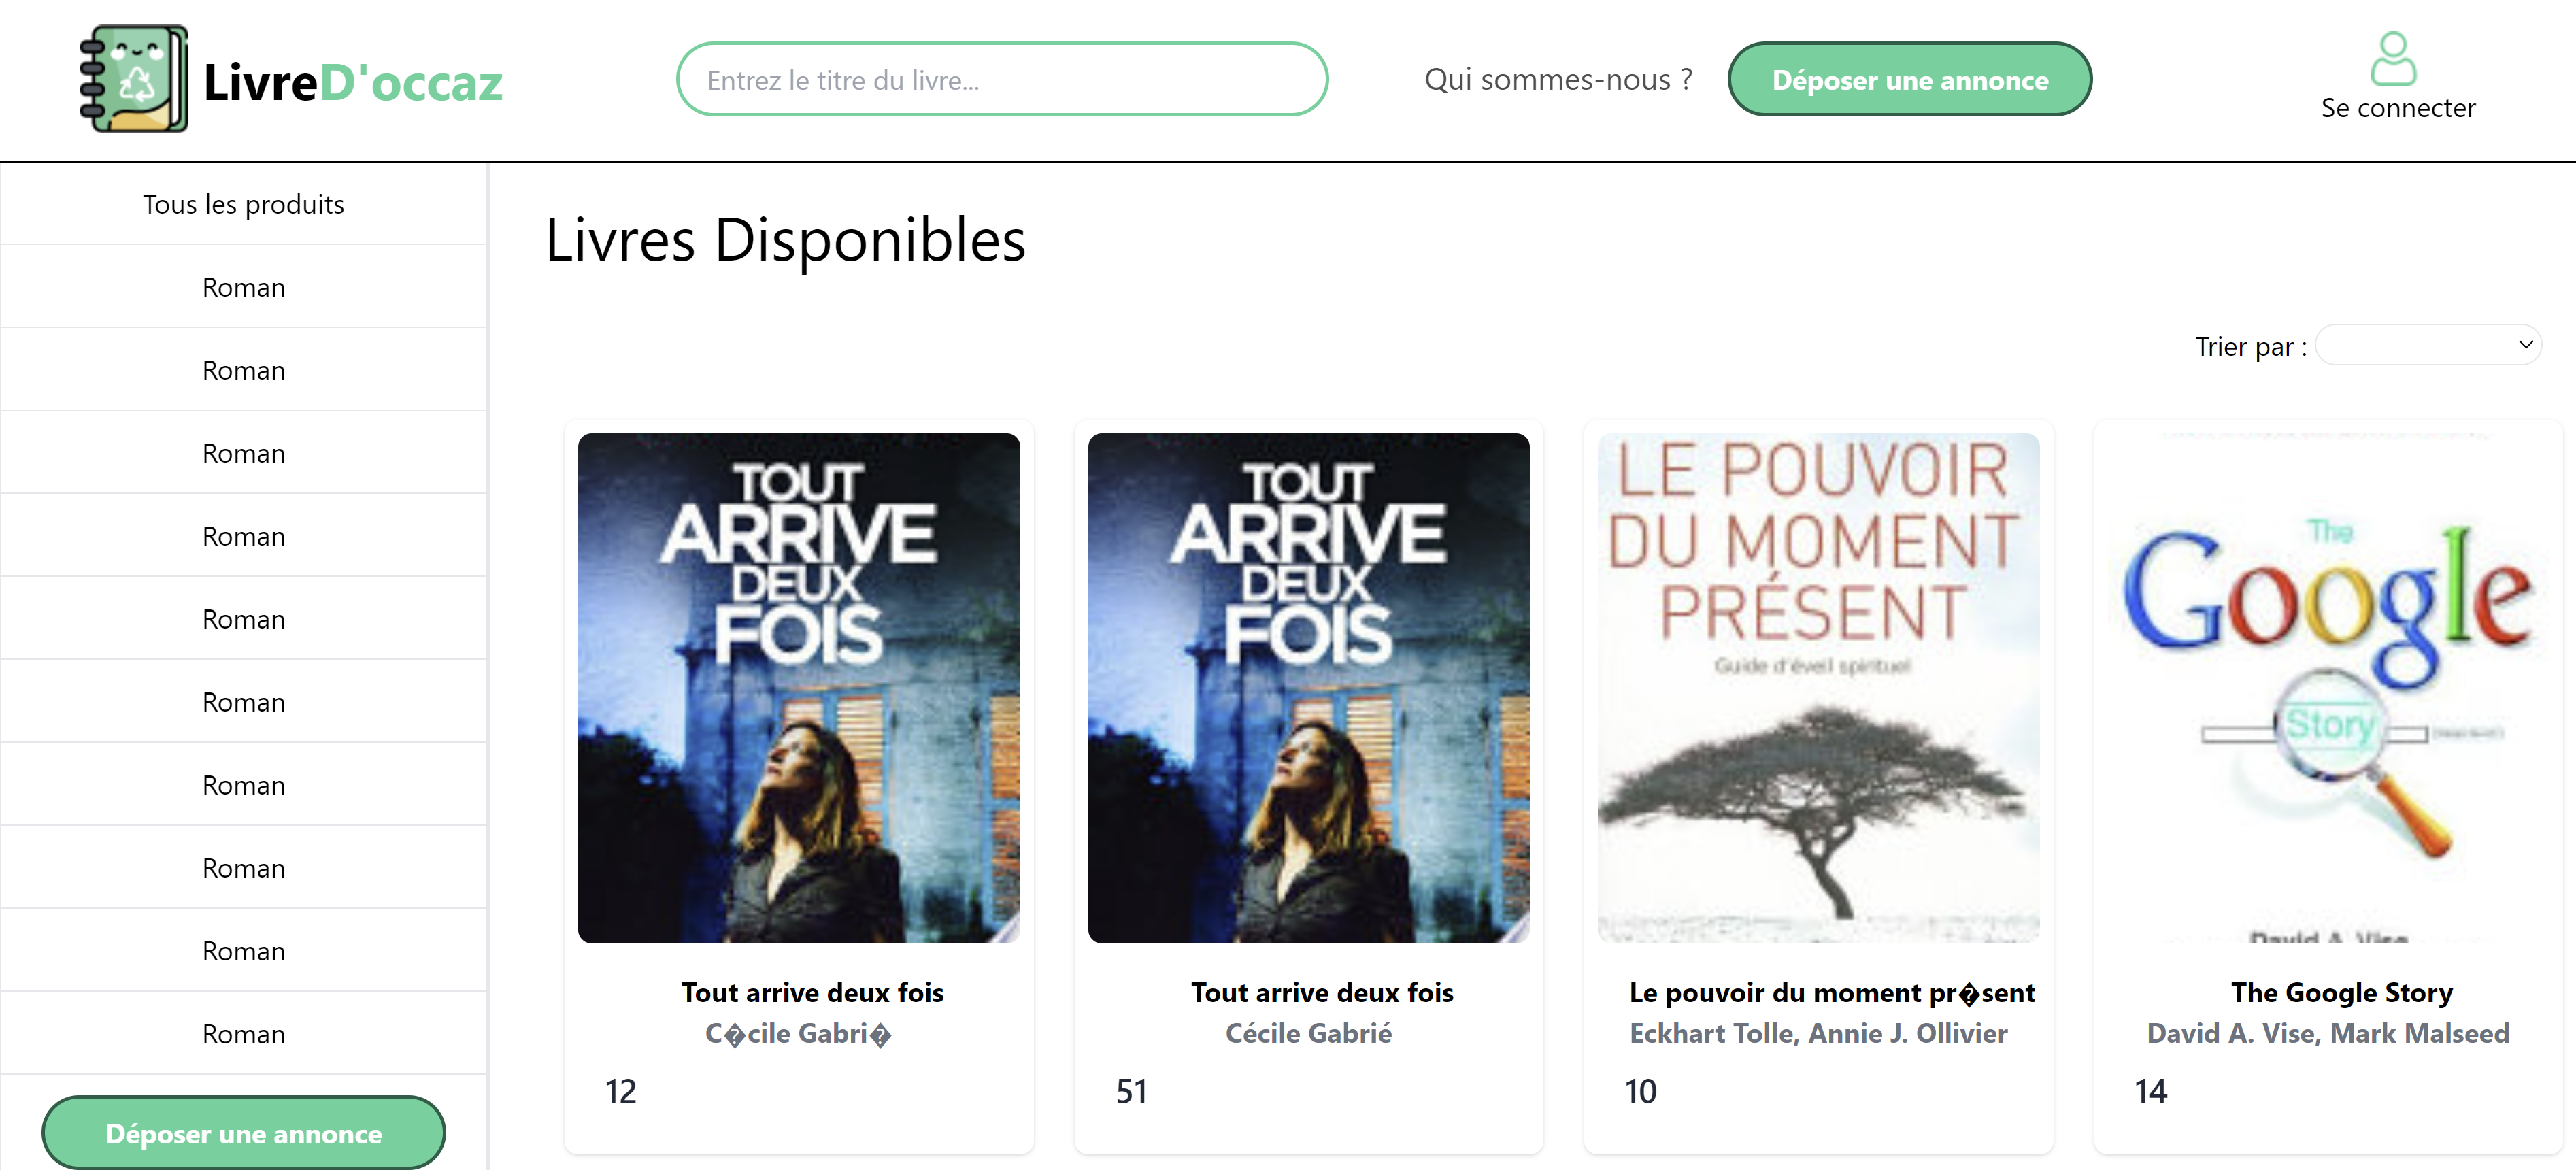 LivreD'occaz
Entrez le titre du livre...
Qui sommes-nous ?
Déposer une annonce
Se connecter
Tous les produits
Roman
Roman
Roman
Roman
Roman
Roman
Roman
Roman
Roman
Roman
Déposer une annonce
Livres Disponibles
Trier par :
TOUT
ARRIVE
DEUX
FOIS
Tout arrive deux fois
C�cile Gabri�
12
TOUT
ARRIVE
DEUX
FOIS
Tout arrive deux fois
Cécile Gabrié
51
LE POUVOIR
DU MOMENT
PRÉSENT
Guide d'éveil spirituel
Le pouvoir du moment pr�sent
Eckhart Tolle, Annie J. Ollivier
10
The
Google
Story
David A. Vise
The Google Story
David A. Vise, Mark Malseed
14